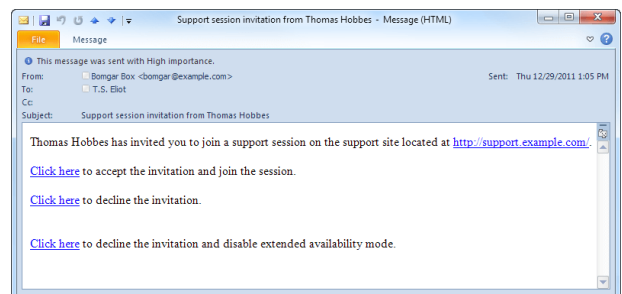 Support session invitation from Thomas Hobbes - Message (HTML)
File Message
This message was sent with High importance.
From: Bomgar Box <bomgar@example.com> Sent: Thu 12/29/2011 1:05 PM
To: T.S. Eliot
Cc:
Subject: Support session invitation from Thomas Hobbes
Thomas Hobbes has invited you to join a support session on the support site located at http://support.example.com/.
Click here to accept the invitation and join the session.
Click here to decline the invitation.
Click here to decline the invitation and disable extended availability mode.